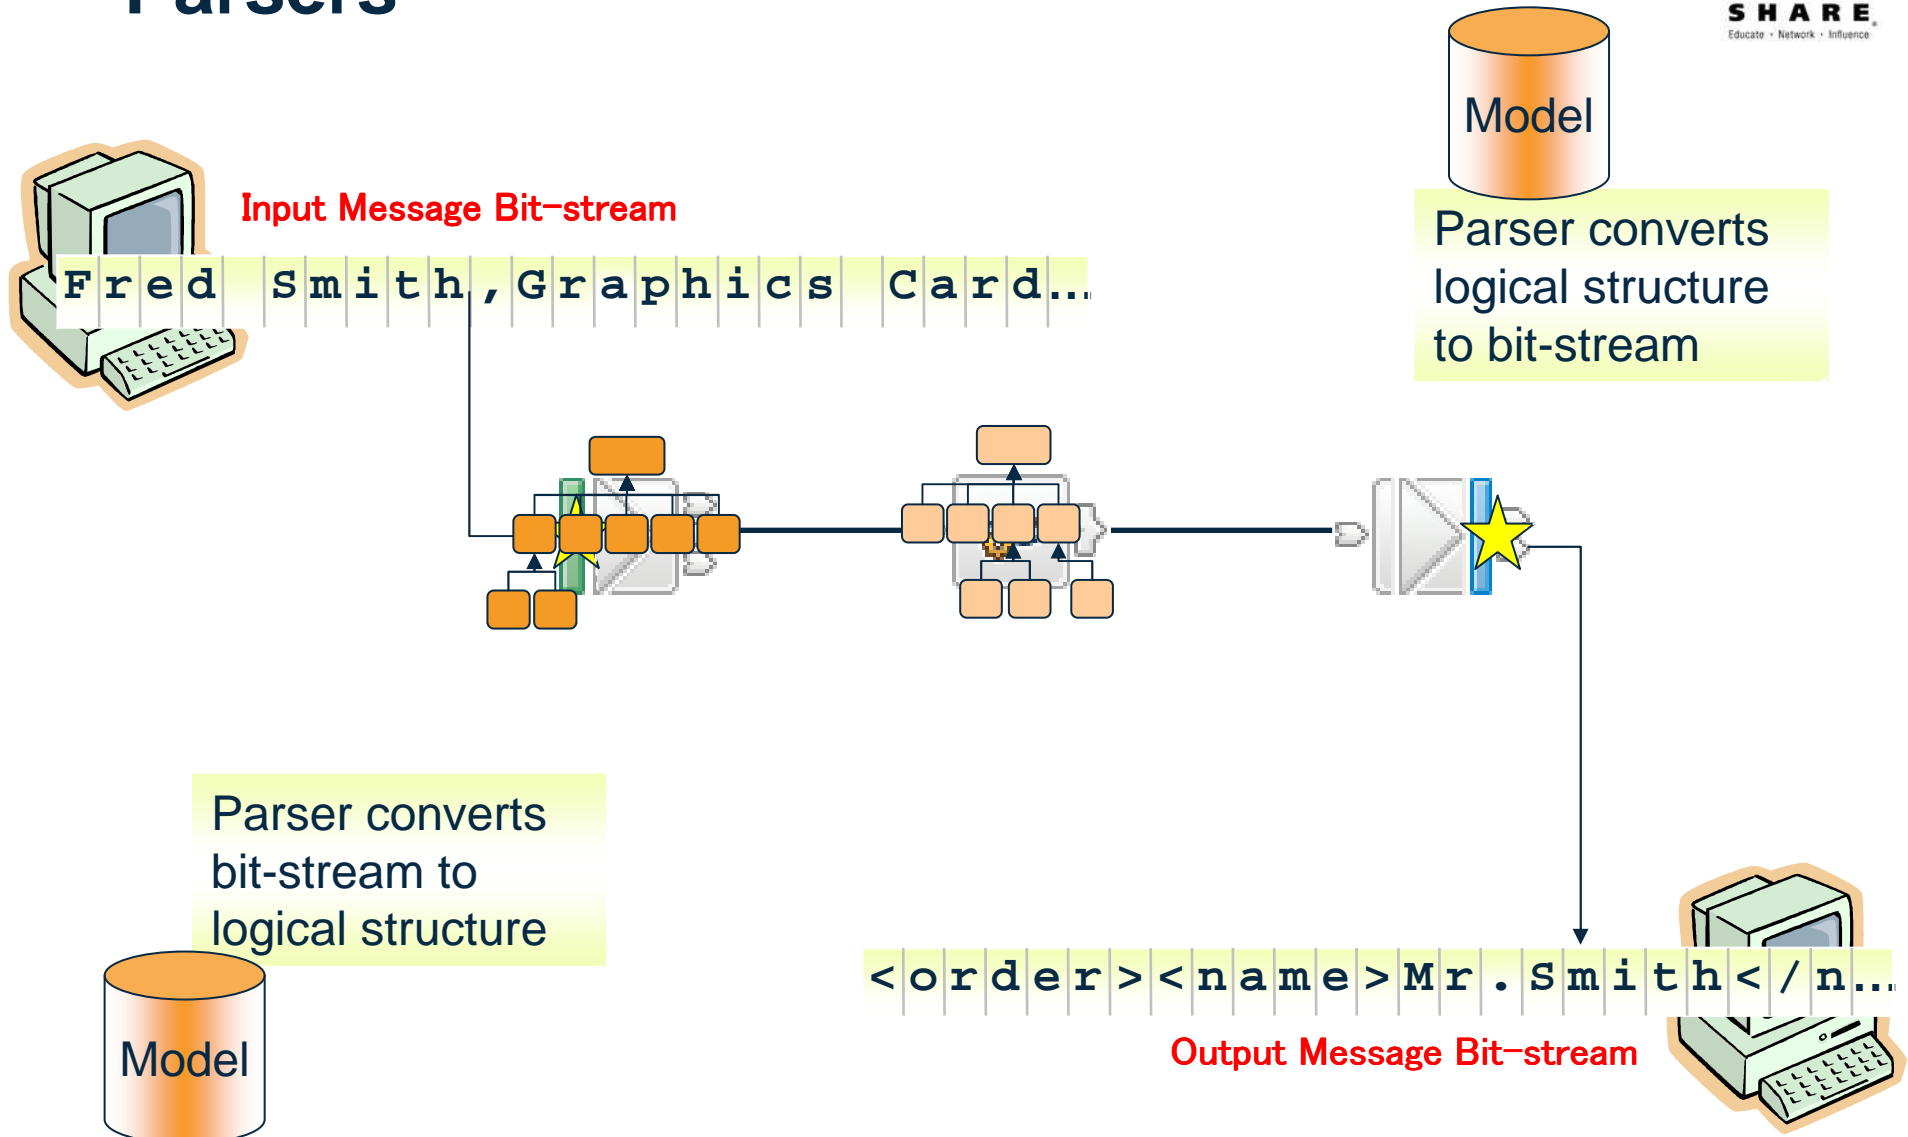 Parsers
SHARE
Educate · Network · Influence
Model
Input Message Bit-stream
Fred Smith,Graphics Card...
Parser converts
logical structure
to bit-stream
Parser converts
bit-stream to
logical structure
Model
<order><name>Mr.Smith</n...
Output Message Bit-stream